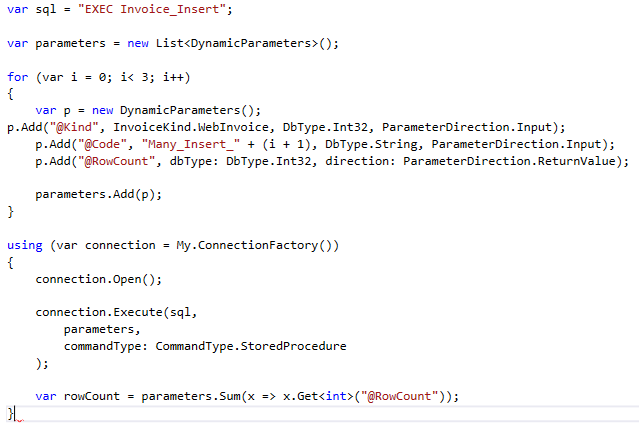 var sql = "EXEC Invoice_Insert";

var parameters = new List<DynamicParameters>();

for (var i = 0; i< 3; i++)
{
    var p = new DynamicParameters();
p.Add("@Kind", InvoiceKind.WebInvoice, DbType.Int32, ParameterDirection.Input);
    p.Add("@Code", "Many_Insert_" + (i + 1), DbType.String, ParameterDirection.Input);
    p.Add("@RowCount", dbType: DbType.Int32, direction: ParameterDirection.ReturnValue);

    parameters.Add(p);
}

using (var connection = My.ConnectionFactory())
{
    connection.Open();

    connection.Execute(sql,
        parameters,
        commandType: CommandType.StoredProcedure
    );

    var rowCount = parameters.Sum(x => x.Get<int>("@RowCount"));
}